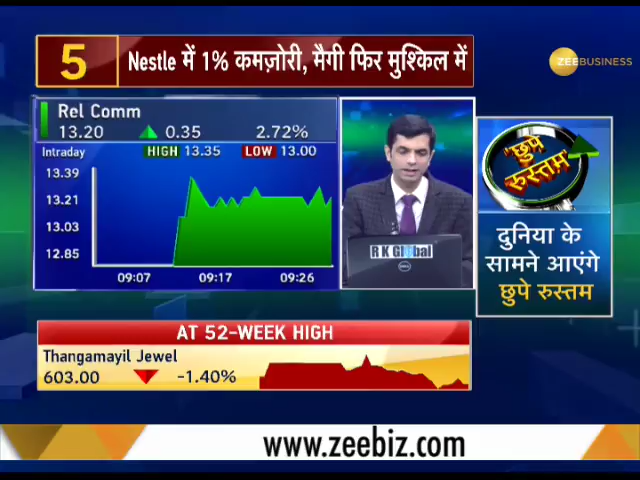 5
Nestle में 1% कमज़ोरी, मैगी फिर मुश्किल में
ZEEBUSINESS
Rel Comm
13.20 0.35 2.72%
Intraday HIGH 13.35 LOW 13.00
13.39
13.21
13.03
12.85
09:07 09:17 09:26
R K Global
DELL
छुपे
रुस्तम
दुनिया के
सामने आएंगे
छुपे रुस्तम
AT 52-WEEK HIGH
Thangamayil Jewel
603.00 -1.40%
www.zeebiz.com